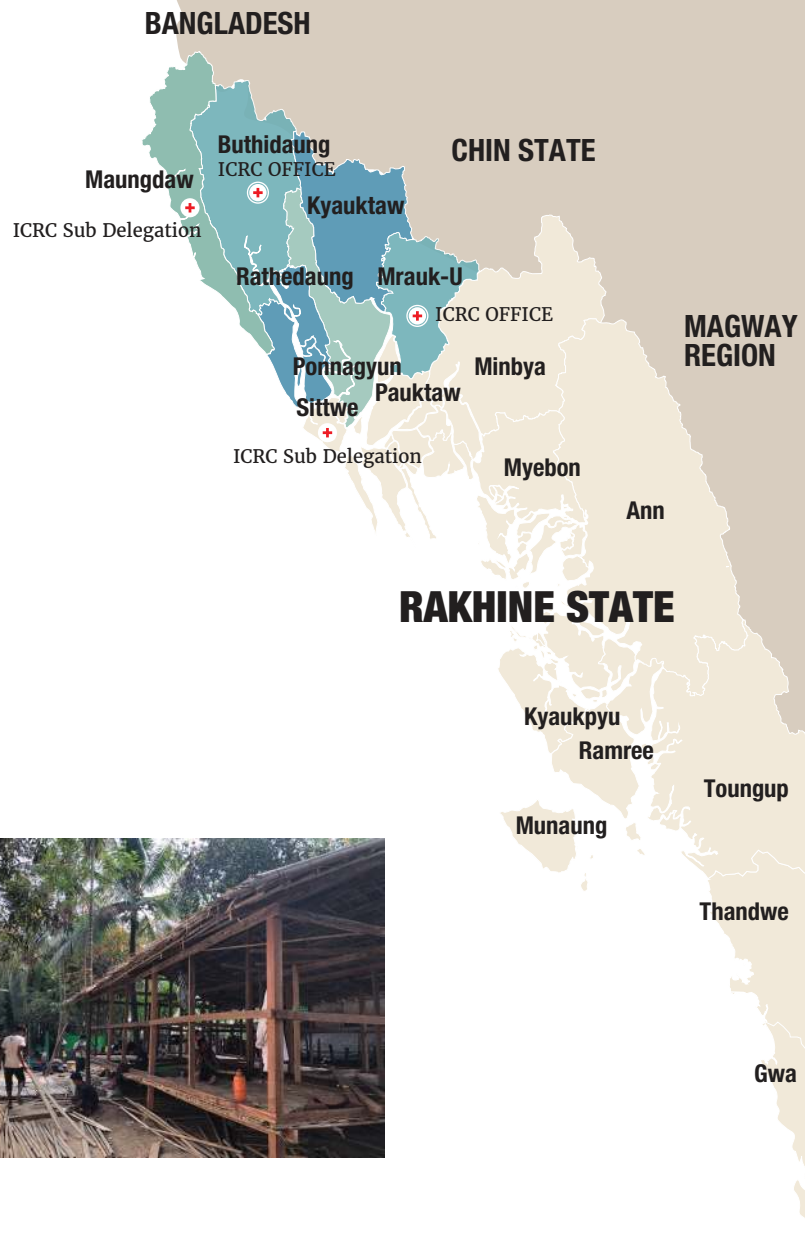 BANGLADESH
CHIN STATE
Buthidaung
ICRC OFFICE
Maungdaw
Kyauktaw
ICRC Sub Delegation
Rathedaung
Mrauk-U
ICRC OFFICE
MAGWAY
REGION
Ponnagyun
Minbya
Pauktaw
Sittwe
ICRC Sub Delegation
Myebon
Ann
RAKHINE STATE
Kyaukpyu
Ramree
Toungup
Munaung
Thandwe
Gwa